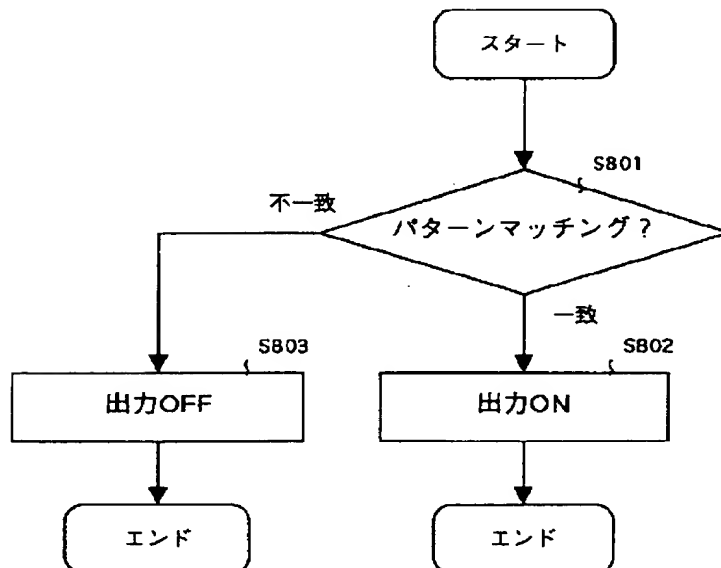 スタート
S801
不一致
パターンマッチング？
一致
S803
S802
出力OFF
出力ON
エンド
エンド